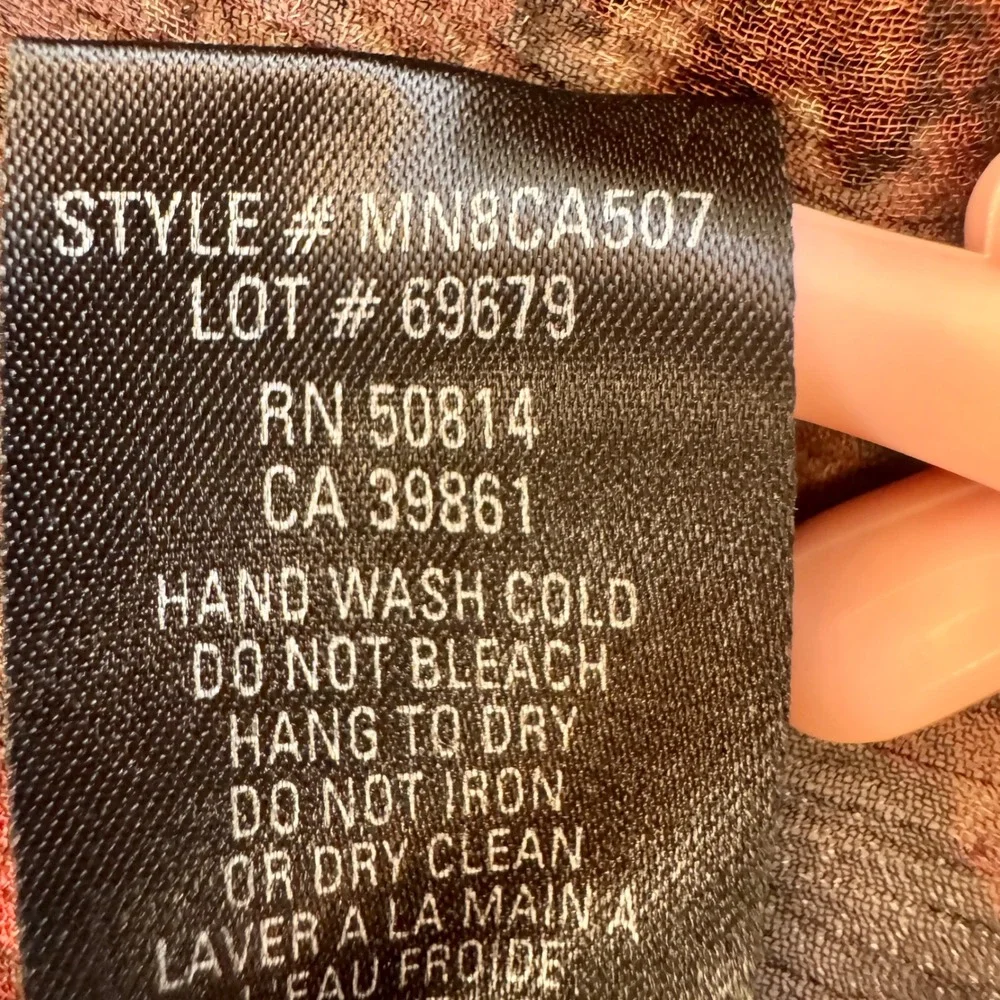 STYLE # MN8CA507
LOT # 69679
RN 50814
CA 39861
HAND WASH COLD
DO NOT BLEACH
HANG TO DRY
DO NOT IRON
OR DRY CLEAN
LAVER A LA MAIN A
L'EAU FROIDE